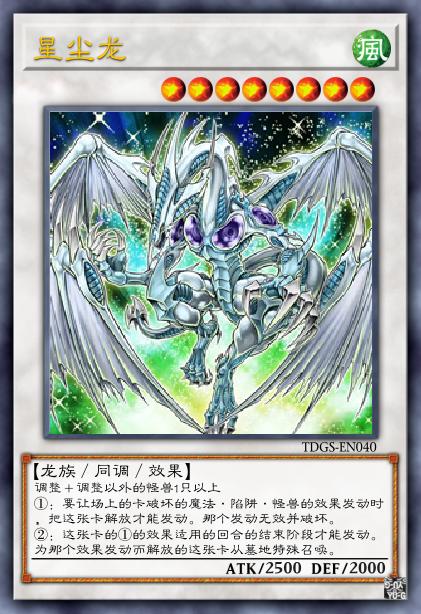 星尘龙
風
TDGS-EN040
【龙族／同调／效果】
调整＋调整以外的怪兽1只以上
①：要让场上的卡破坏的魔法·陷阱·怪兽的效果发动时
，把这张卡解放才能发动。那个发动无效并破坏。
②：这张卡的①的效果适用的回合的结束阶段才能发动。
为那个效果发动而解放的这张卡从墓地特殊召唤。
ATK/2500 DEF/2000